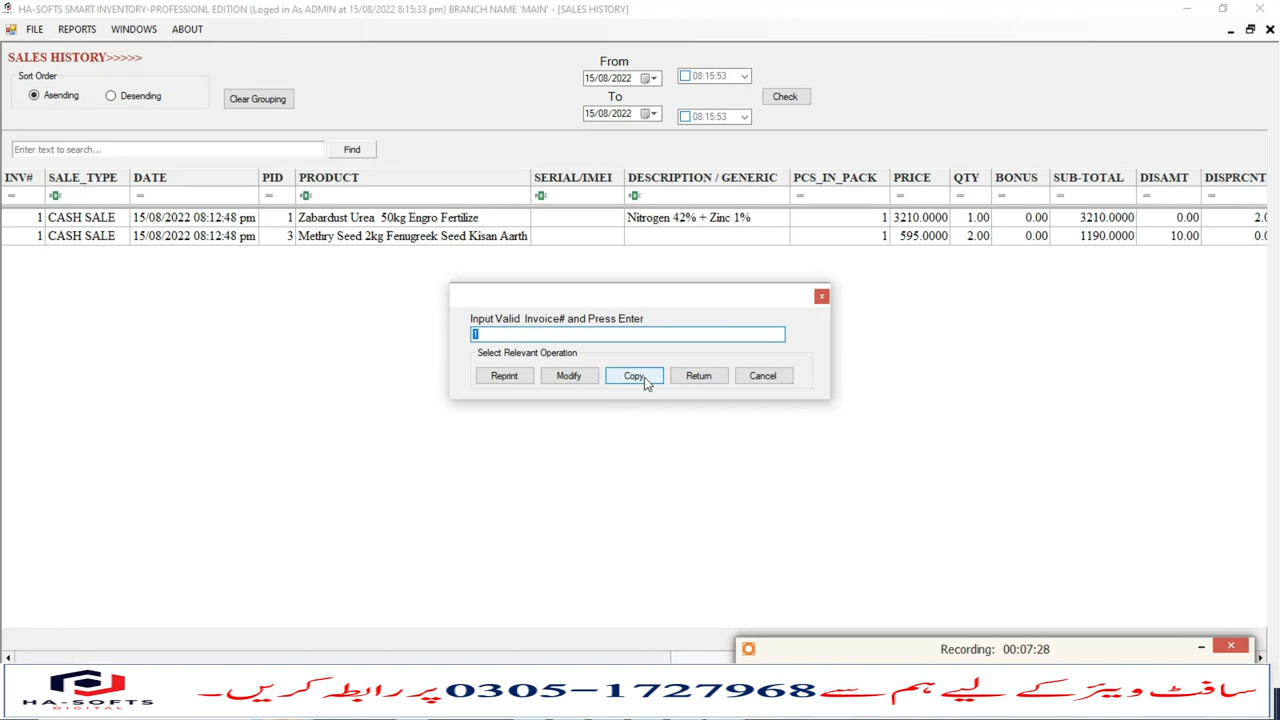 HA-SOFTS SMART INVENTORY-PROFESSIONL EDITION (Loged in As ADMIN at 15/08/2022 8:15:33 pm) BRANCH NAME 'MAIN' - [SALES HISTORY]
FILE REPORTS WINDOWS ABOUT
SALES HISTORY>>>>>
Sort Order
Asending Desending
Clear Grouping
From
15/08/2022 08:15:53
To
15/08/2022 08:15:53
Check
Enter text to search... Find
INV# SALE_TYPE DATE PID PRODUCT SERIAL/IMEI DESCRIPTION / GENERIC PCS_IN_PACK PRICE QTY BONUS SUB-TOTAL DISAMT DISPRCNT
1 CASH SALE 15/08/2022 08:12:48 pm 1 Zabardust Urea 50kg Engro Fertilize Nitrogen 42% + Zinc 1% 1 3210.0000 1.00 0.00 3210.0000 0.00 2.0
1 CASH SALE 15/08/2022 08:12:48 pm 3 Methry Seed 2kg Fenugreek Seed Kisan Aarth 1 595.0000 2.00 0.00 1190.0000 10.00 0.0
Input Valid Invoice# and Press Enter
1
Select Relevant Operation
Reprint Modify Copy Return Cancel
Recording: 00:07:28
سافٹ ویئر کے لیے ہم سے 0305-1727968 پر رابطہ کریں۔
HA-SOFTS
DIGITAL